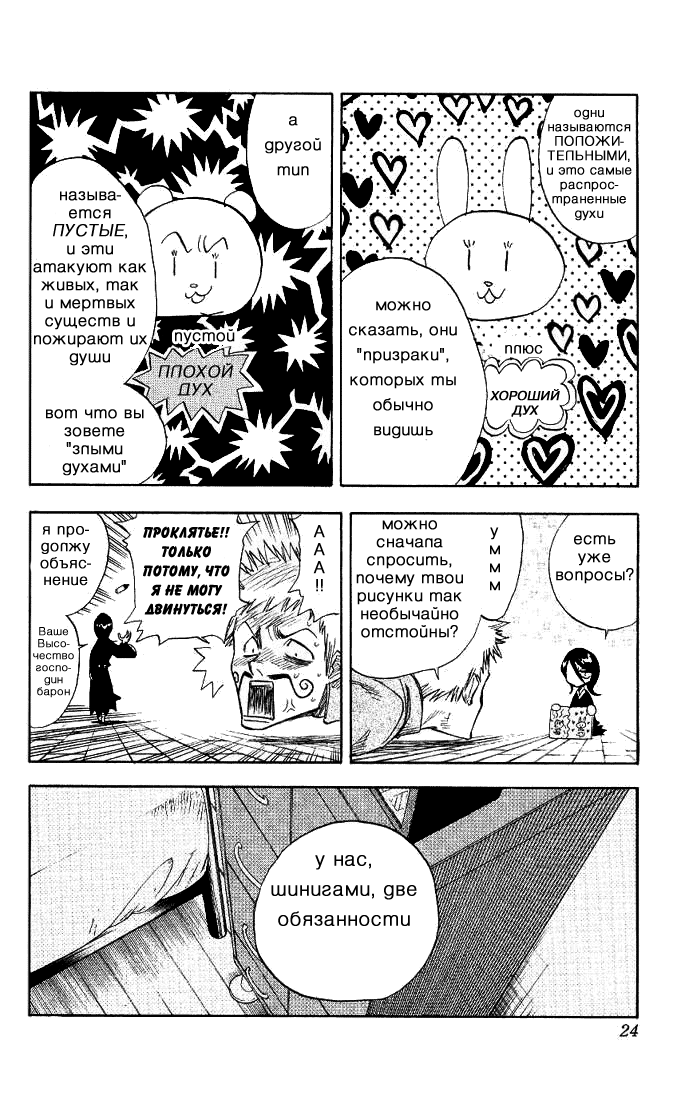 одни
называются
ПОЛОЖИ-
ТЕЛЬНЫМИ,
и это самые
распрос-
траненные
духи
можно
сказать, они
"призраки",
которых ты
обычно
видишь
плюс
ХОРОШИЙ
ДУХ
а
другой
тип
называ-
ется
ПУСТЫЕ,
и эти
атакуют как
живых, так
и мертвых
существ и
пожирают их
души
вот что вы
зовете
"злыми
духами"
пустой
ПЛОХОЙ
ДУХ
есть
уже
вопросы?
У
М
М
М
можно
сначала
спросить,
почему твои
рисунки так
необычайно
отстойны?
А
А
А
!!
ПРОКЛЯТЬЕ!!
ТОЛЬКО
ПОТОМУ, ЧТО
Я НЕ МОГУ
ДВИНУТЬСЯ!
я про-
должу
объяс-
нение
Ваше
Высо-
чество
госпо-
дин
барон
у нас,
шинигами, две
обязанности
24